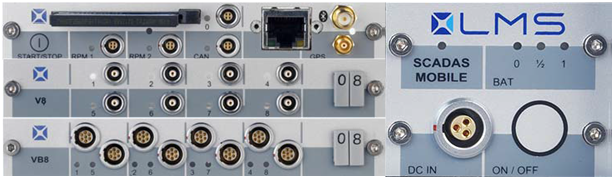 0
START/STOP RPM 1 RPM 2 CAN GPS
1 2 3 4
V8 0 8
5 6 7 8
VB8 0 8
1 5 2 6 3 7 4 8
LMS
SCADAS MOBILE
0 ½ 1
BAT
DC IN ON / OFF